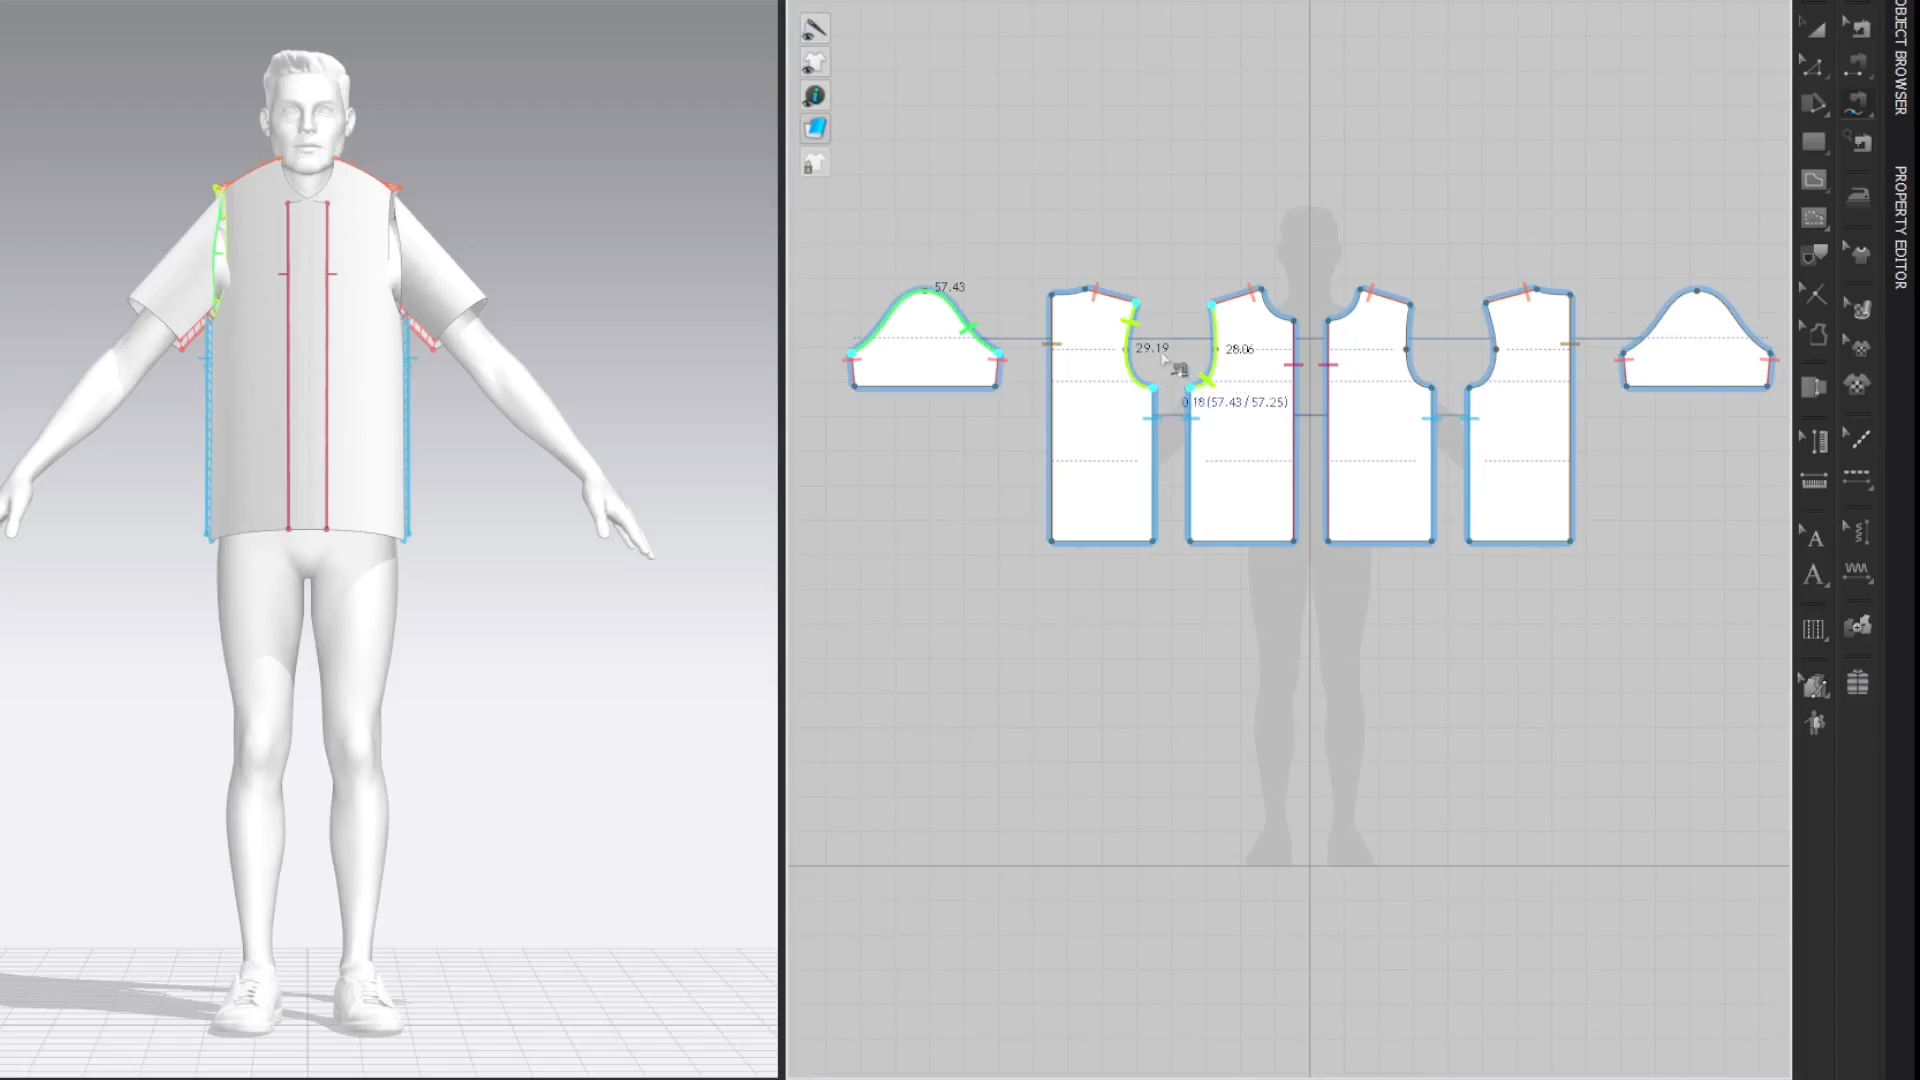 57.43
29.19
28.06
0.18(57.43/57.25)
OBJECT BROWSER
PROPERTY EDITOR
A
A